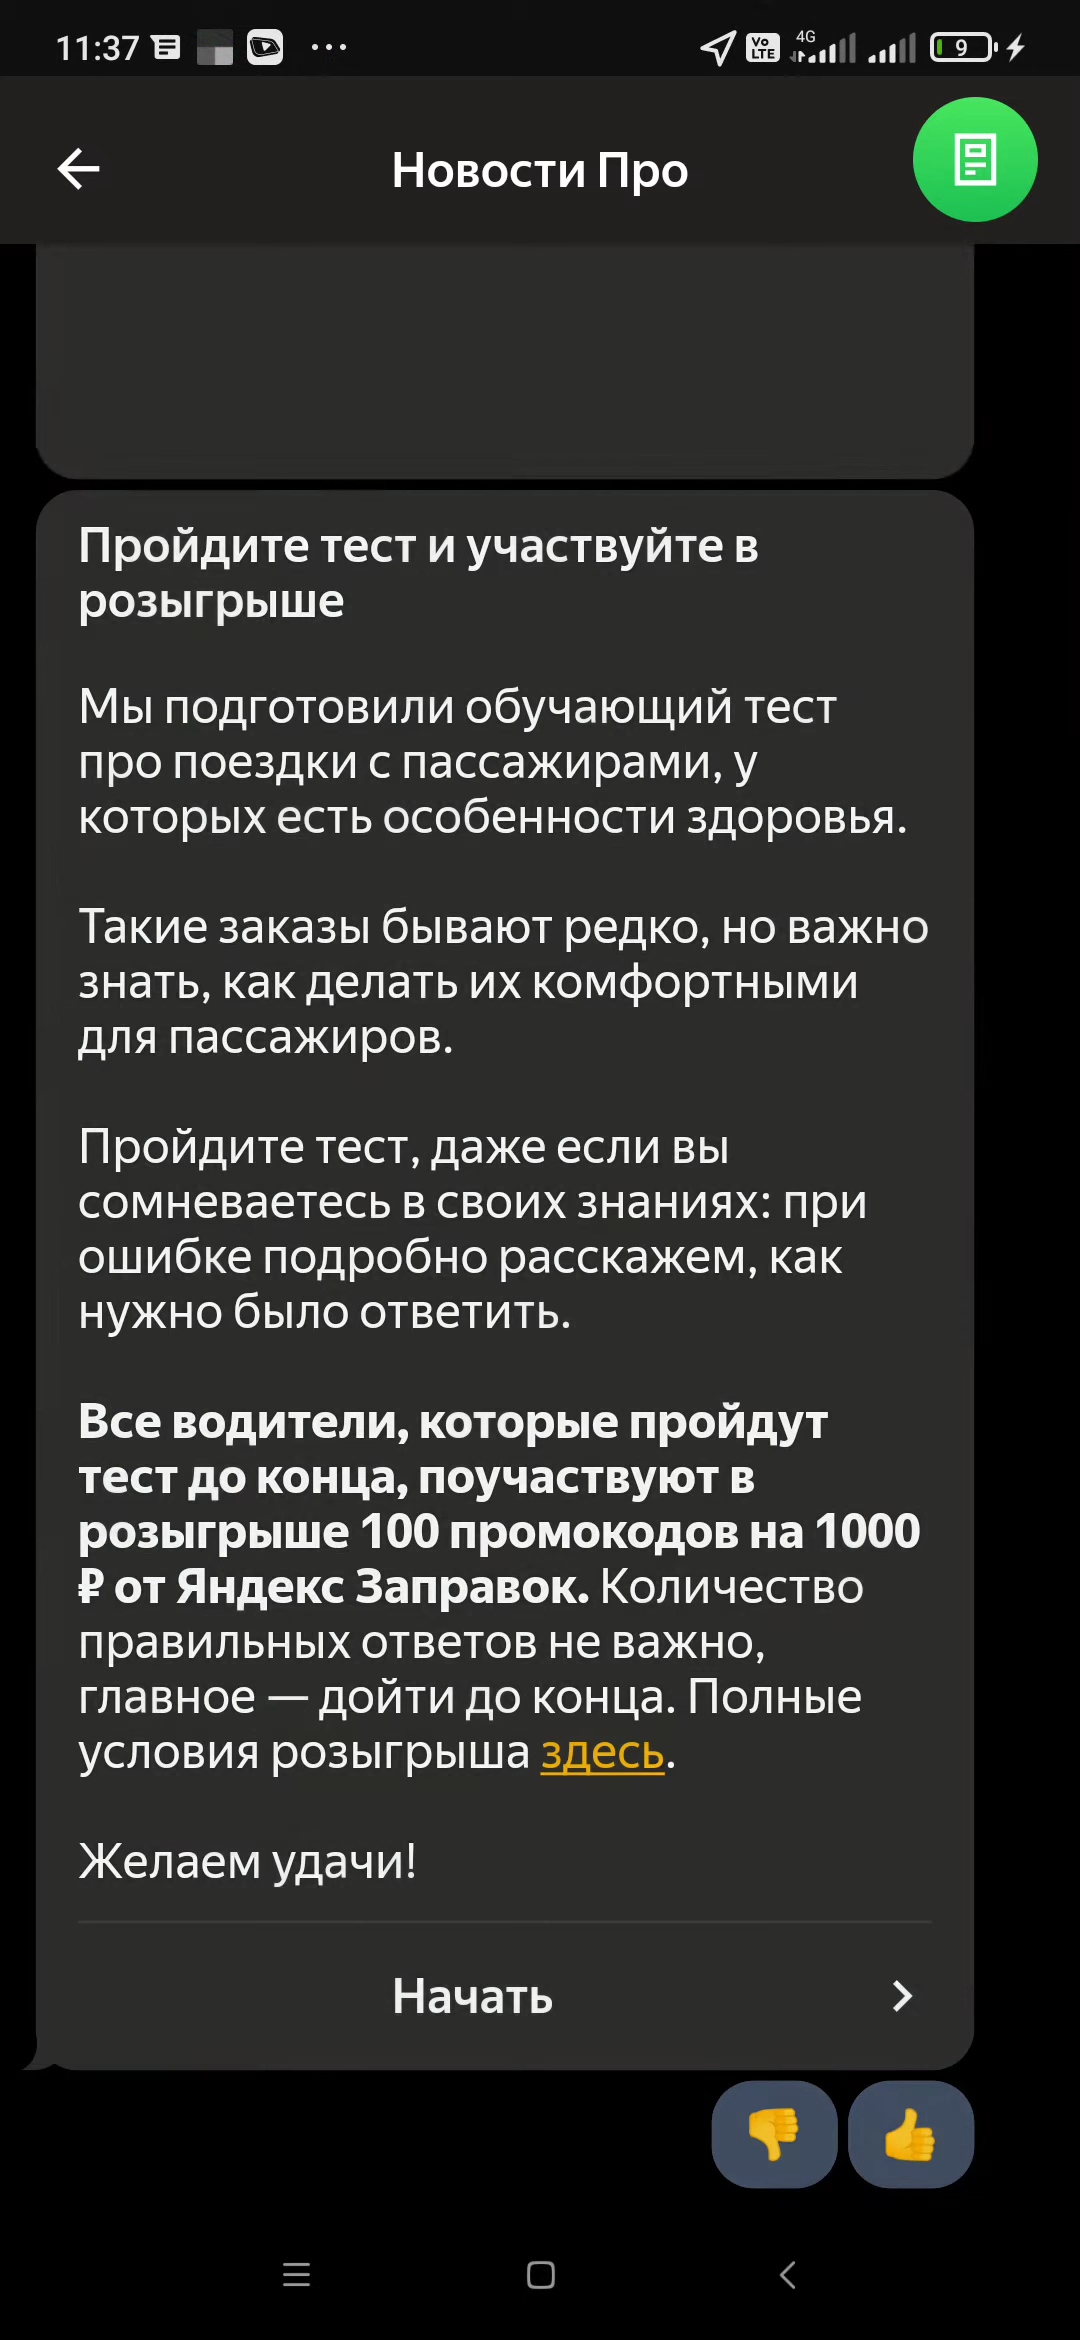 11:37
Vo LTE
4G
9
Новости Про
Пройдите тест и участвуйте в
розыгрыше
Мы подготовили обучающий тест
про поездки с пассажирами, у
которых есть особенности здоровья.
Такие заказы бывают редко, но важно
знать, как делать их комфортными
для пассажиров.
Пройдите тест, даже если вы
сомневаетесь в своих знаниях: при
ошибке подробно расскажем, как
нужно было ответить.
Все водители, которые пройдут
тест до конца, поучаствуют в
розыгрыше 100 промокодов на 1000
₽ от Яндекс Заправок. Количество
правильных ответов не важно,
главное — дойти до конца. Полные
условия розыгрыша здесь.
Желаем удачи!
Начать